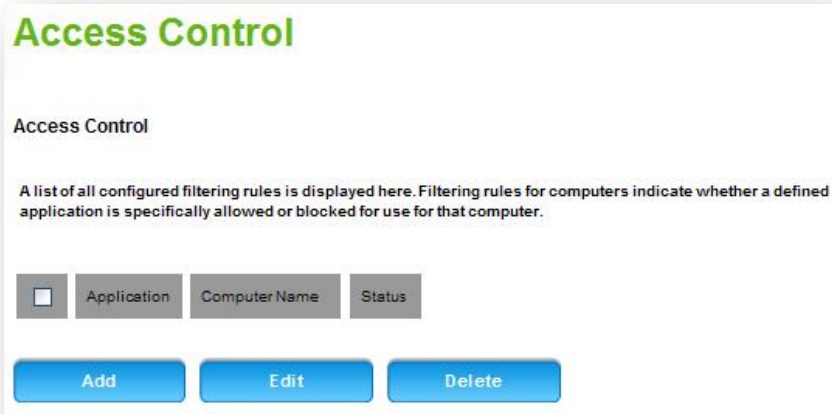 Access Control
Access Control
A list of all configured filtering rules is displayed here. Filtering rules for computers indicate whether a defined
application is specifically allowed or blocked for use for that computer.
Application Computer Name Status
Add Edit Delete